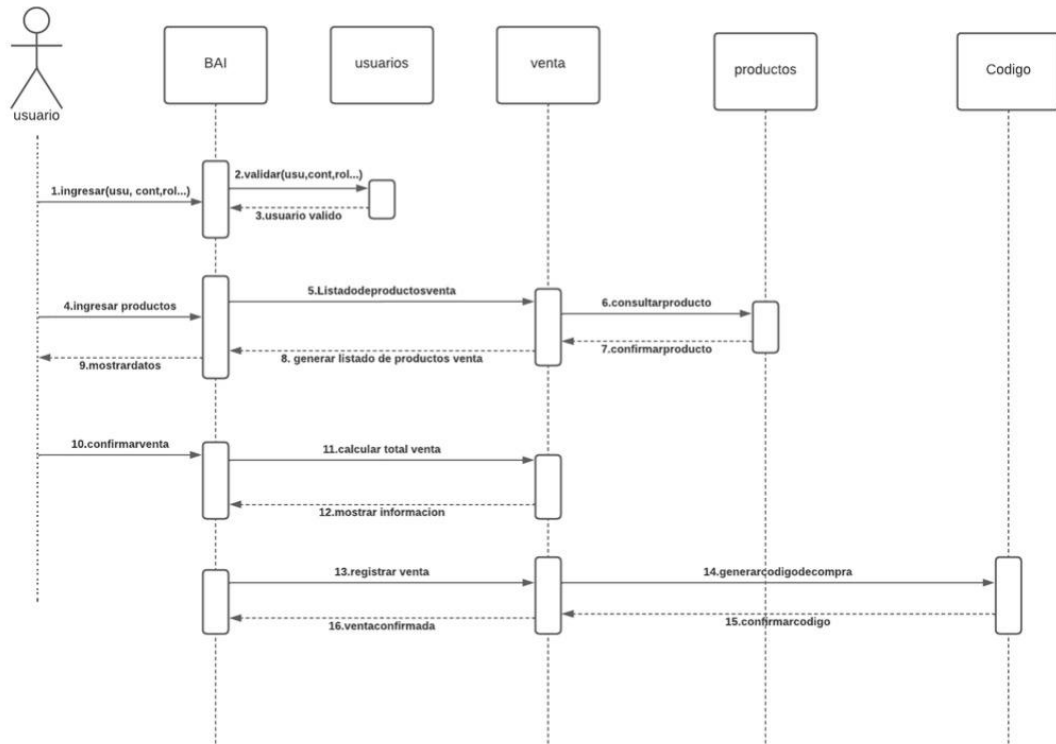 BAI
usuarios
venta
productos
Codigo
usuario
2.validar(usu,cont,rol...)
1.ingresar(usu, cont,rol...)
3.usuario valido
5.Listadodeproductosventa
4.ingresar productos
6.consultarproducto
7.confirmarproducto
8. generar listado de productos venta
9.mostrardatos
10.confirmarventa
11.calcular total venta
12.mostrar informacion
13.registrar venta
14.generarcodigodecompra
15.confirmarcodigo
16.ventaconfirmada